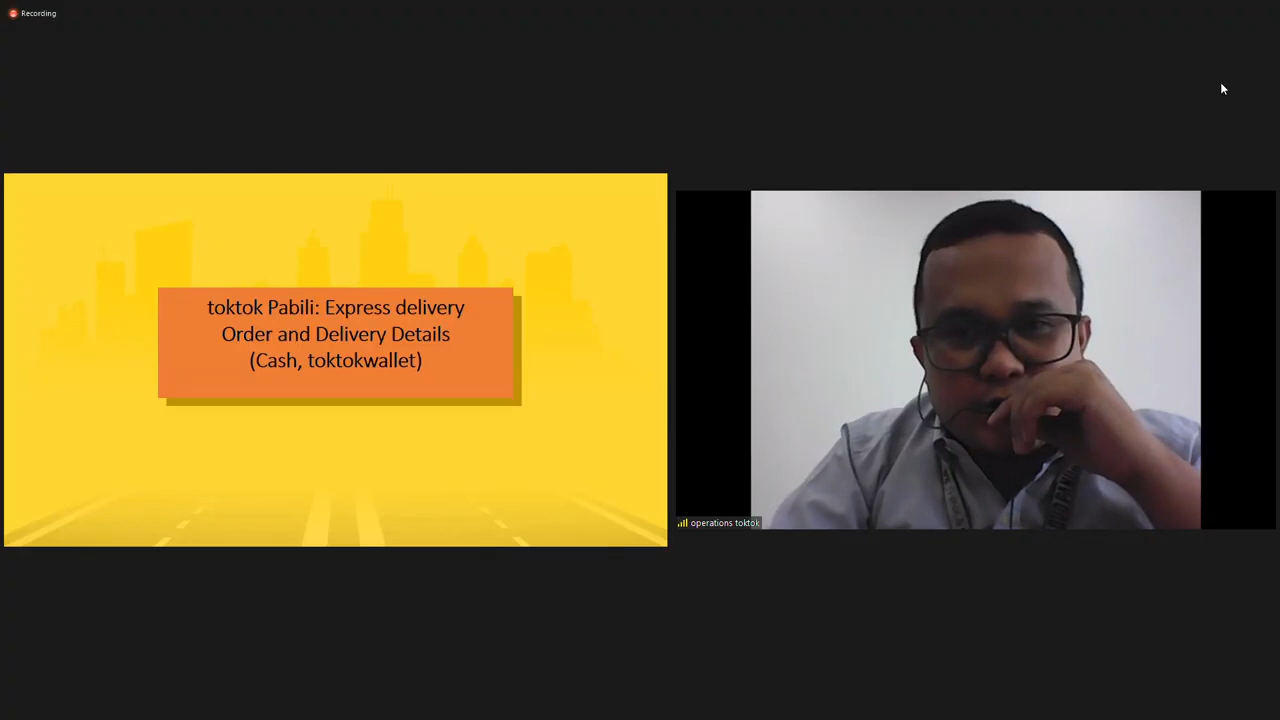 Recording
toktok Pabili: Express delivery
Order and Delivery Details
(Cash, toktokwallet)
operations toktok